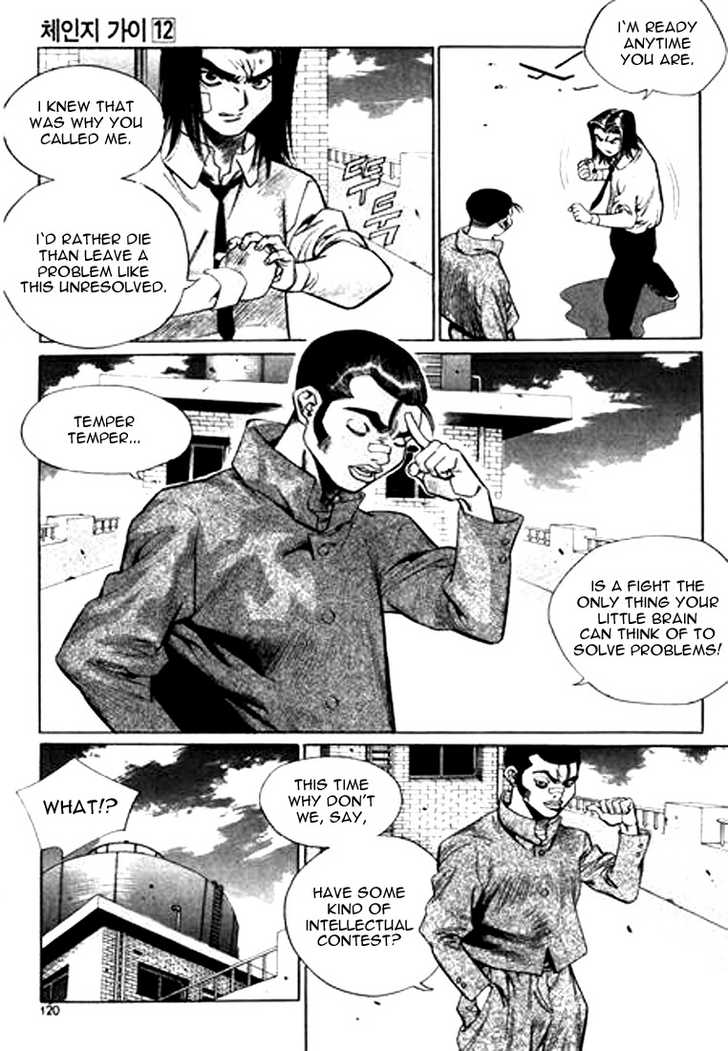 체인지 가이 12
I KNEW THAT
WAS WHY YOU
CALLED ME.
I'D RATHER DIE
THAN LEAVE A
PROBLEM LIKE
THIS UNRESOLVED.
I'M READY
ANYTIME
YOU ARE.
TEMPER
TEMPER...
IS A FIGHT THE
ONLY THING YOUR
LITTLE BRAIN
CAN THINK OF TO
SOLVE PROBLEMS!
WHAT!?
THIS TIME
WHY DON'T
WE, SAY,
HAVE SOME
KIND OF
INTELLECTUAL
CONTEST?
120